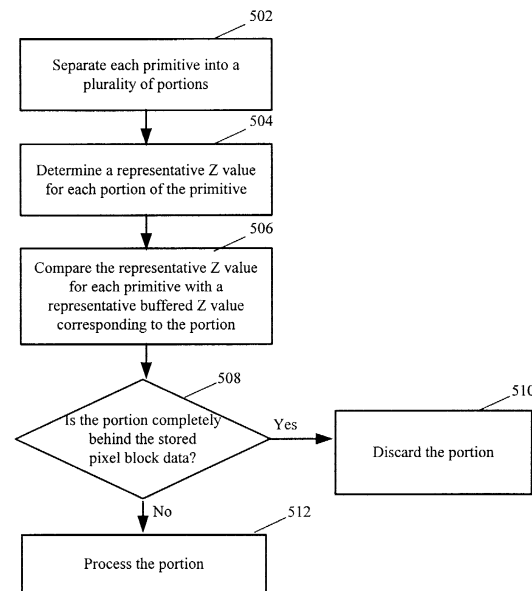 502
Separate each primitive into a
plurality of portions
504
Determine a representative Z value
for each portion of the primitive
506
Compare the representative Z value
for each primitive with a
representative buffered Z value
corresponding to the portion
508
Is the portion completely
behind the stored
pixel block data?
Yes
510
Discard the portion
No
512
Process the portion